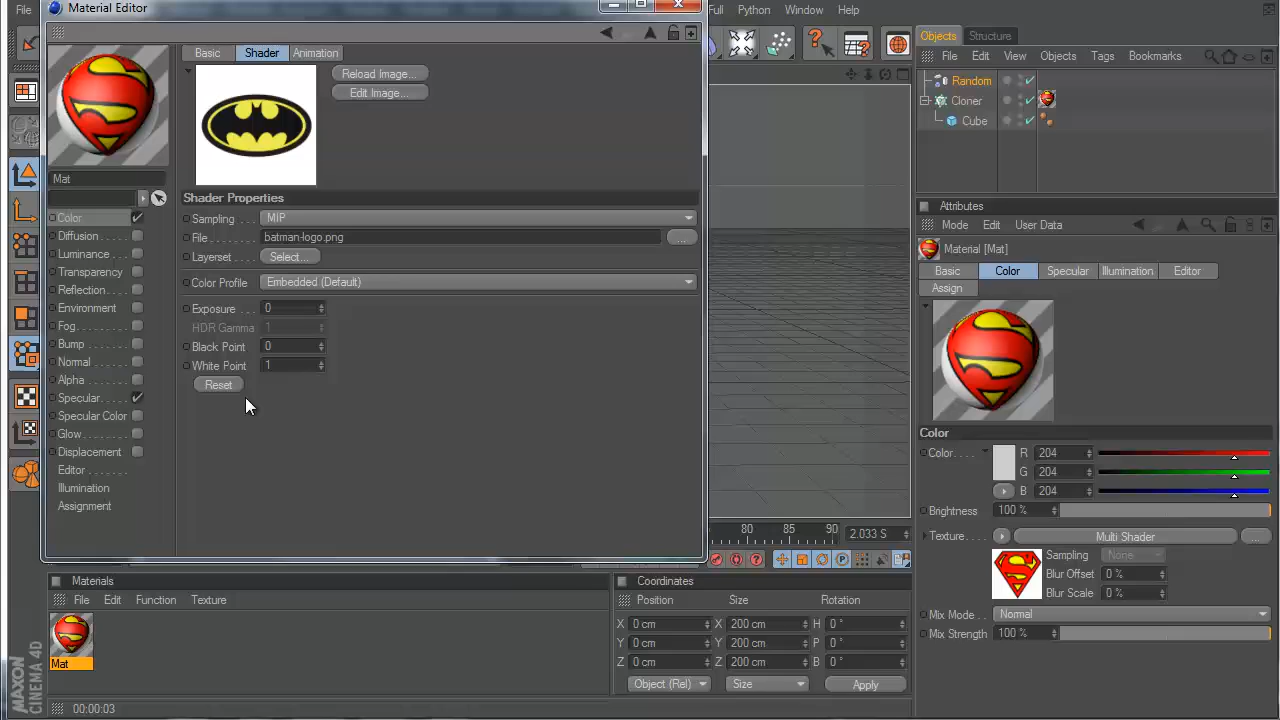 Material Editor
File
Full Python Window Help
Basic Shader Animation
Reload Image...
Edit Image...
Mat
Shader Properties
Sampling MIP
File batman-logo.png ...
Layerset Select...
Color Profile Embedded (Default)
Exposure 0
HDR Gamma 1
Black Point 0
White Point 1
Reset
Color
Diffusion
Luminance
Transparency
Reflection
Environment
Fog
Bump
Normal
Alpha
Specular
Specular Color
Glow
Displacement
Editor
Illumination
Assignment
80 85 90 2.033 S
Objects Structure
File Edit View Objects Tags Bookmarks
Random
Cloner
Cube
Attributes
Mode Edit User Data
Material [Mat]
Basic Color Specular Illumination Editor
Assign
Color
Color R 204
G 204
B 204
Brightness 100 %
Texture Multi Shader ...
Sampling None
Blur Offset 0 %
Blur Scale 0 %
Mix Mode Normal
Mix Strength 100 %
Materials
File Edit Function Texture
Mat
Coordinates
Position Size Rotation
X 0 cm X 200 cm H 0 °
Y 0 cm Y 200 cm P 0 °
Z 0 cm Z 200 cm B 0 °
Object (Rel) Size Apply
MAXON
CINEMA 4D
00:00:03